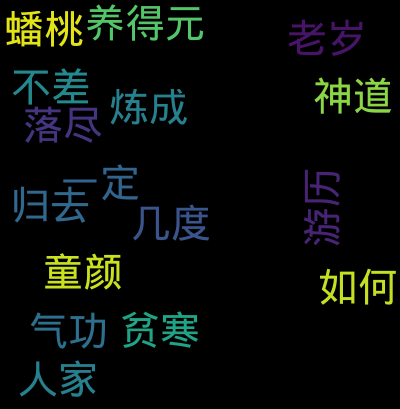 蟠桃
养得元
老岁
不差
炼成
神道
落尽
一定
归去
几度
游历
童颜
如何
气功
贫寒
人家